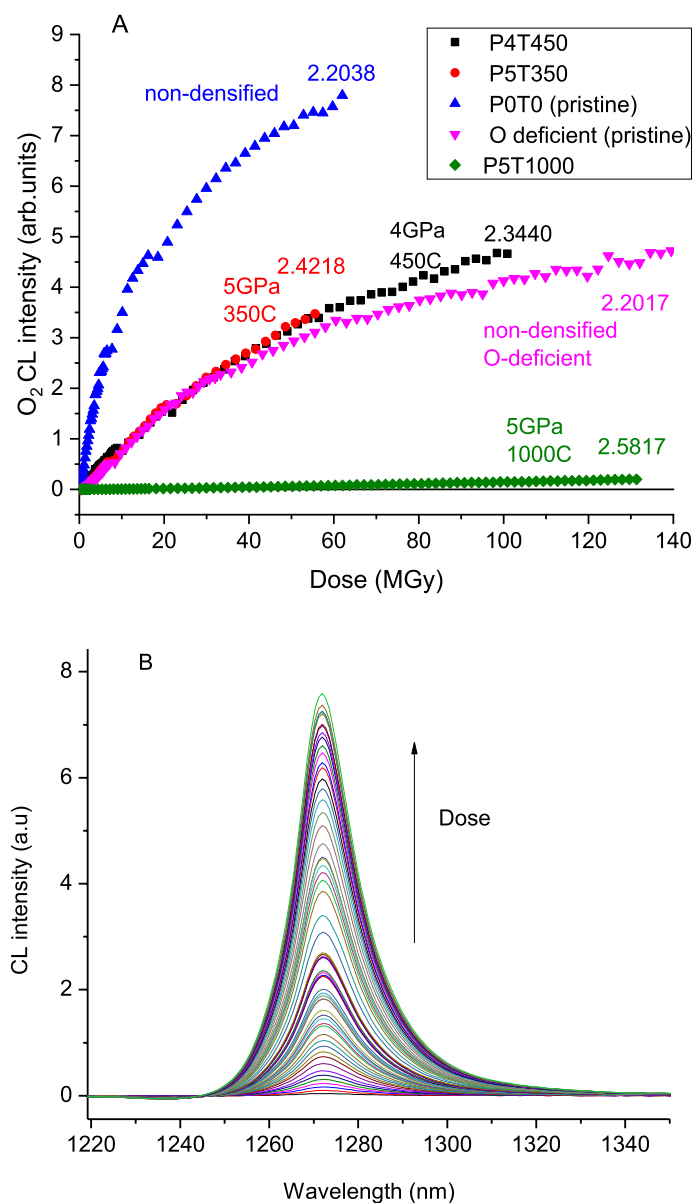 A
9
8
7
6
5
4
3
2
1
0
O₂ CL intensity (arb.units)
non-densified
2.2038
P4T450
P5T350
P0T0 (pristine)
O deficient (pristine)
P5T1000
4GPa
450C
2.3440
5GPa
350C
2.4218
2.2017
non-densified
O-deficient
5GPa
1000C
2.5817
0 20 40 60 80 100 120 140
Dose (MGy)
B
8
6
4
2
0
CL intensity (a.u)
Dose
1220 1240 1260 1280 1300 1320 1340
Wavelength (nm)